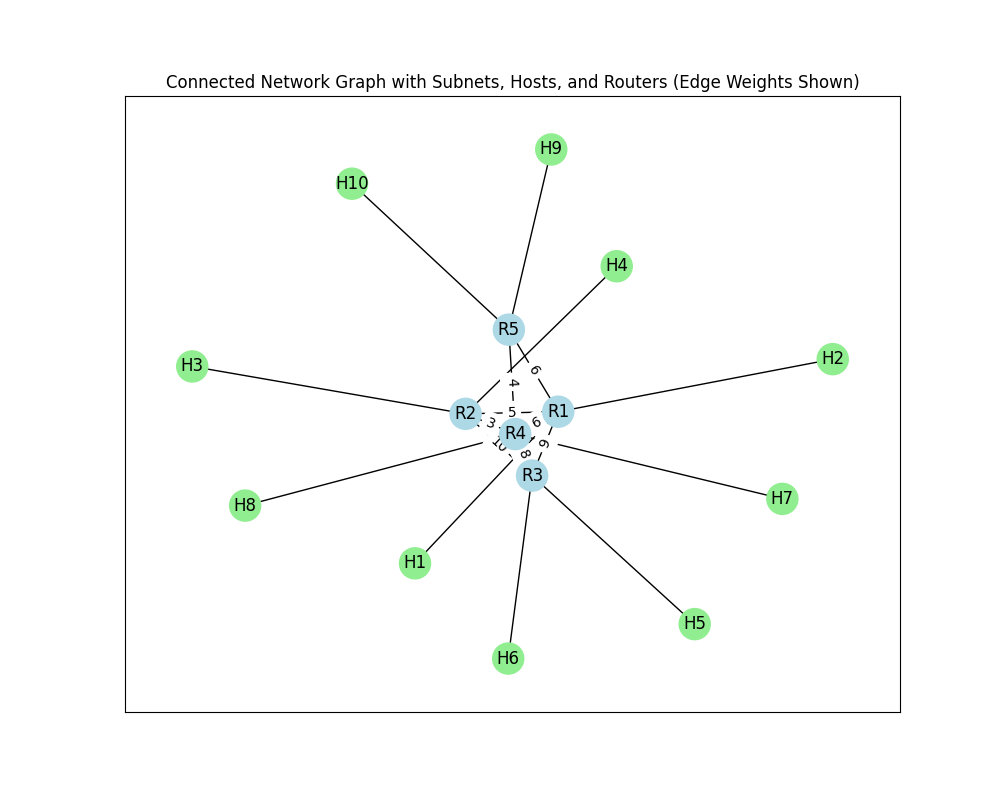 Connected Network Graph with Subnets, Hosts, and Routers (Edge Weights Shown)
H9
H10
H4
R5
H2
H3
6
4
R1
5
R2
3
6
R4
6
10
8
R3
H7
H8
H1
H5
H6